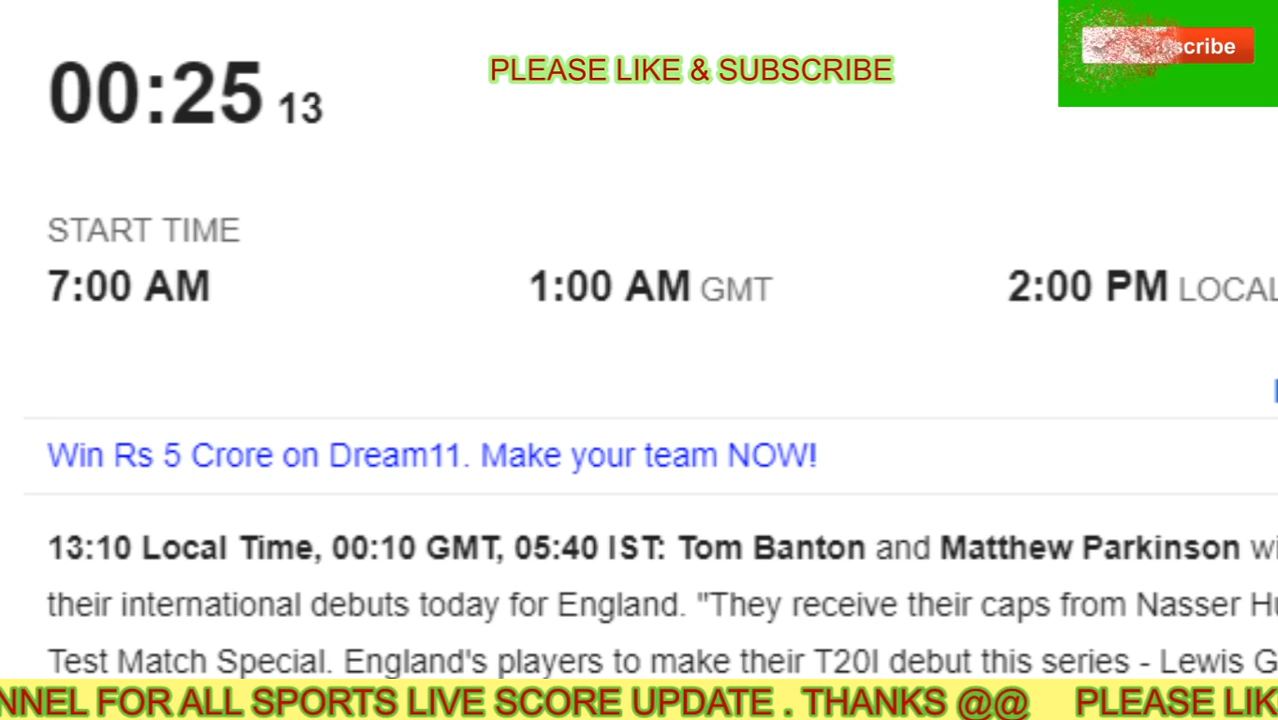 00:25 13
PLEASE LIKE & SUBSCRIBE
scribe
START TIME
7:00 AM 1:00 AM GMT 2:00 PM LOCAL
Win Rs 5 Crore on Dream11. Make your team NOW!
13:10 Local Time, 00:10 GMT, 05:40 IST: Tom Banton and Matthew Parkinson wi
their international debuts today for England. "They receive their caps from Nasser Hu
Test Match Special. England's players to make their T20I debut this series - Lewis G
NNEL FOR ALL SPORTS LIVE SCORE UPDATE . THANKS @@ PLEASE LIK